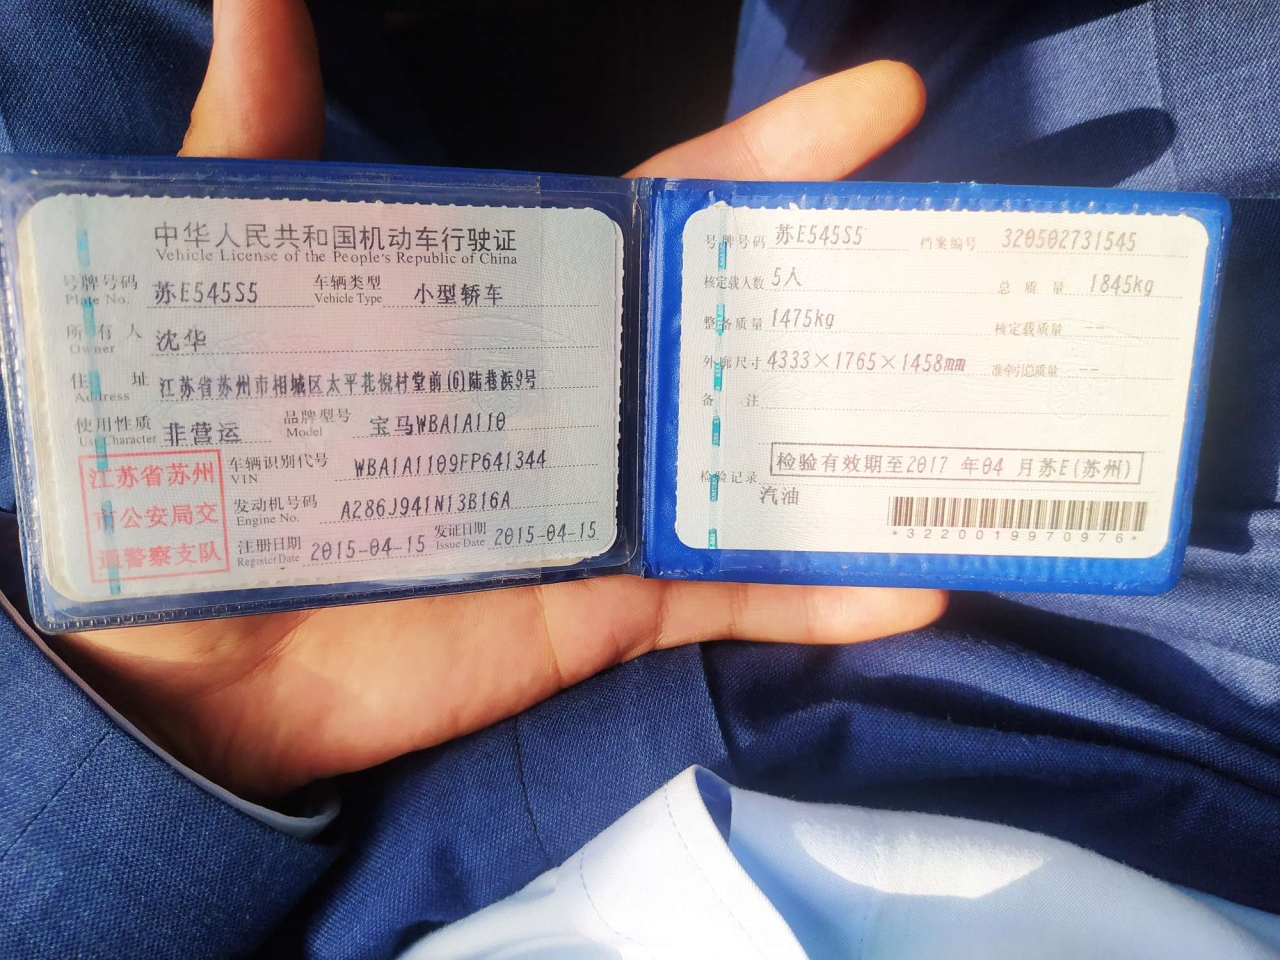 中华人民共和国机动车行驶证
Vehicle License of the People's Republic of China
号牌号码 苏E545S5 车辆类型 小型轿车
Plate No. Vehicle Type
所有人 沈华
Owner
住址 江苏省苏州市相城区太平花倪村堂前(6)陆巷浜9号
Address
使用性质 非营运 品牌型号 宝马WBA1A110
Use Character Model
车辆识别代号 WBA1A1109FP641344
VIN
发动机号码 A286J941N13B16A
Engine No.
注册日期 2015-04-15 发证日期 2015-04-15
Register Date Issue Date
江苏省苏州
市公安局交
通警察支队
号牌号码 苏E545S5 档案编号 320502731545
核定载人数 5人 总质量 1845kg
整备质量 1475kg 核定载质量 --
外廓尺寸 4333×1765×1458mm 准牵引总质量 --
备注
检验记录 检验有效期至2017年04月苏E(苏州)
汽油
*3220019970976*